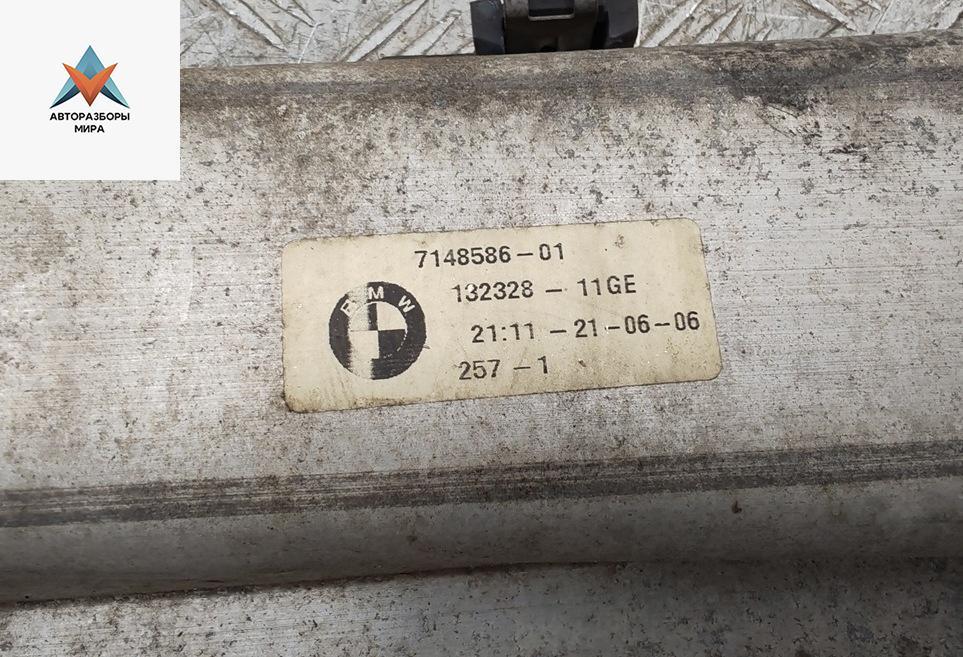 АВТОРАЗБОРЫ
МИРА
7148586-01
BMW
132328 - 11GE
21:11 - 21-06-06
257 - 1